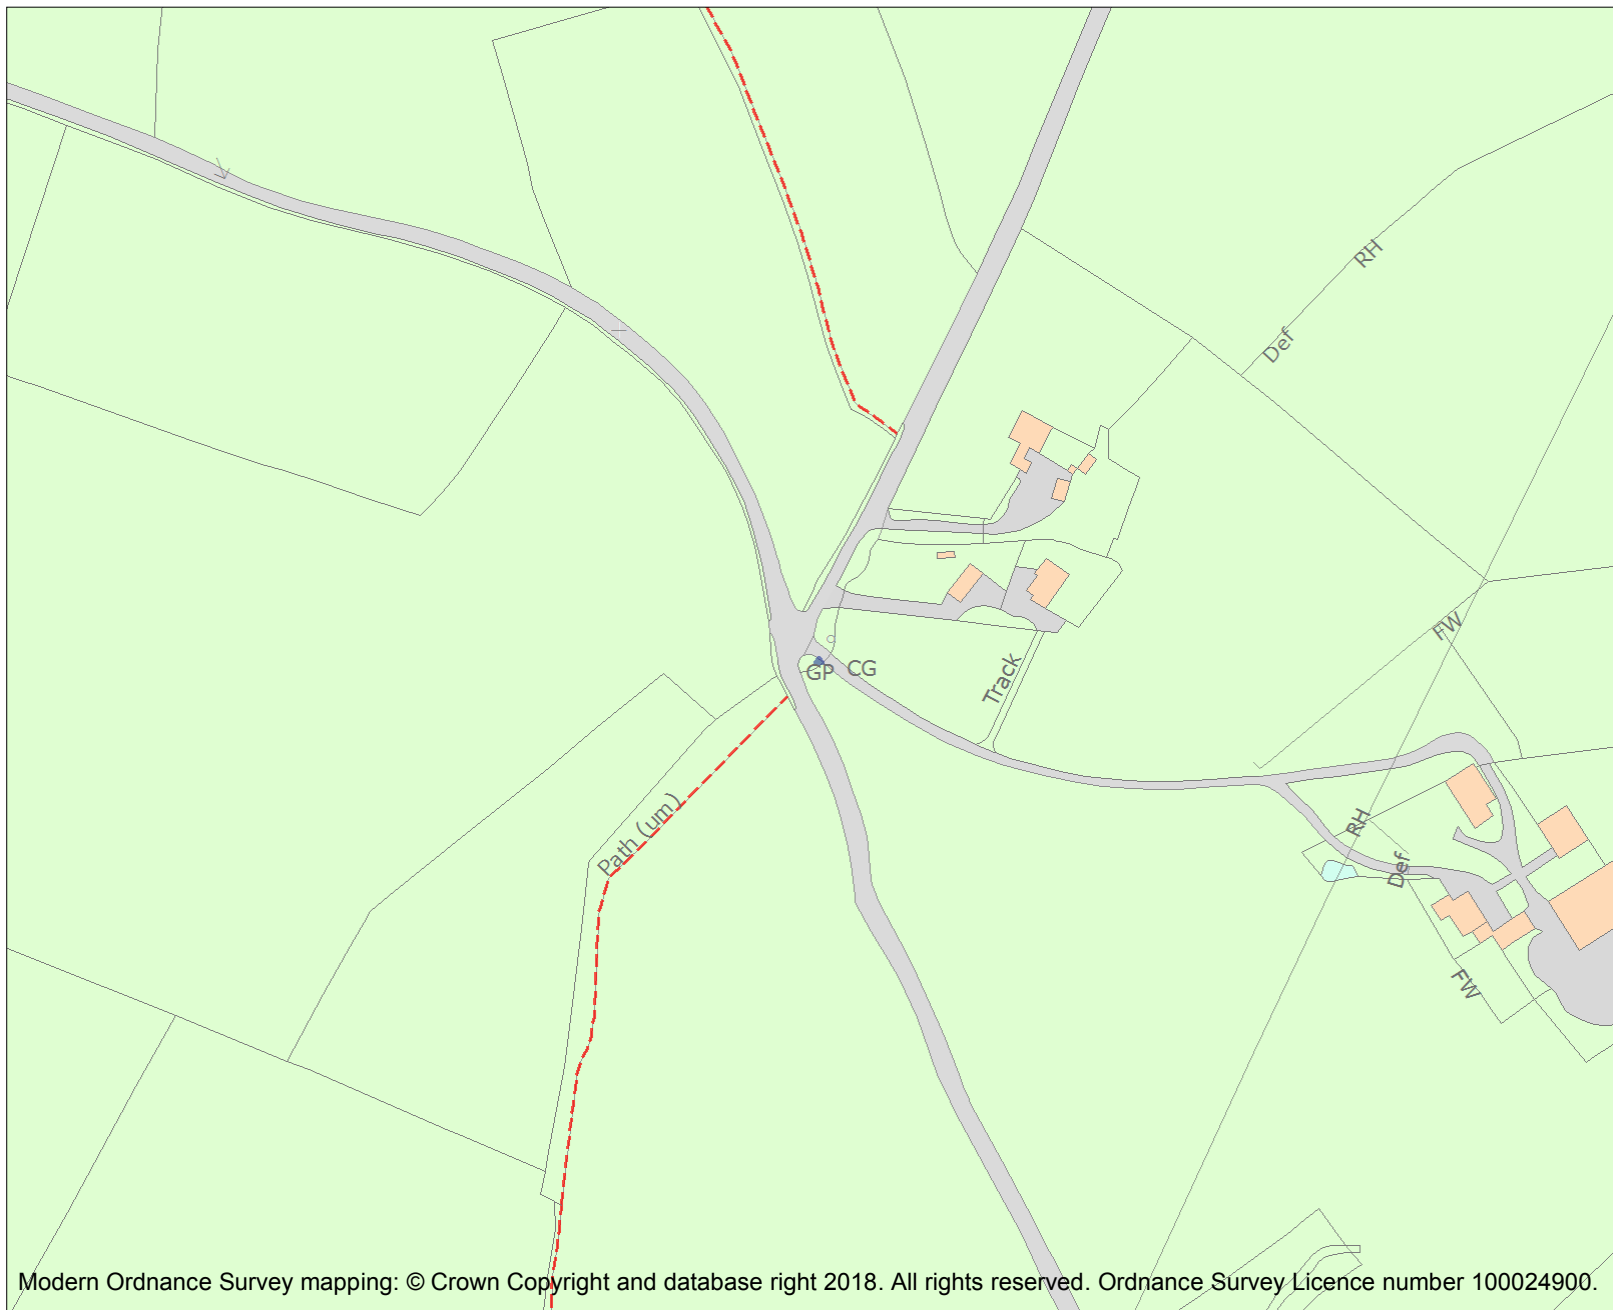 RH
Def
FW
GP CG
Track
Path (um)
RH
Def
FW
Modern Ordnance Survey mapping: © Crown Copyright and database right 2018. All rights reserved. Ordnance Survey Licence number 100024900.